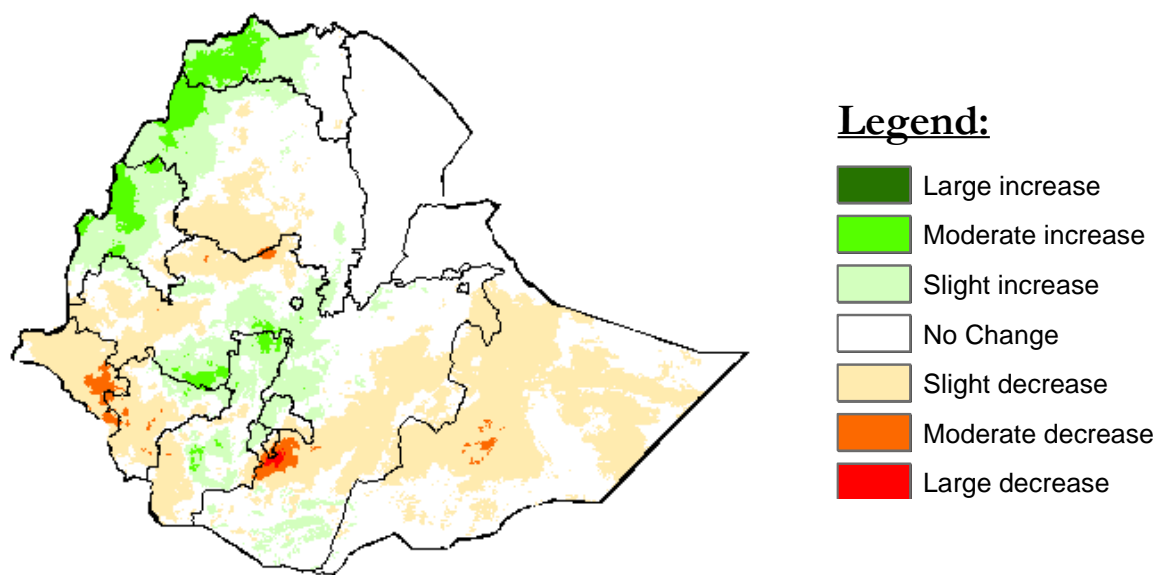 Legend:
Large increase
Moderate increase
Slight increase
No Change
Slight decrease
Moderate decrease
Large decrease